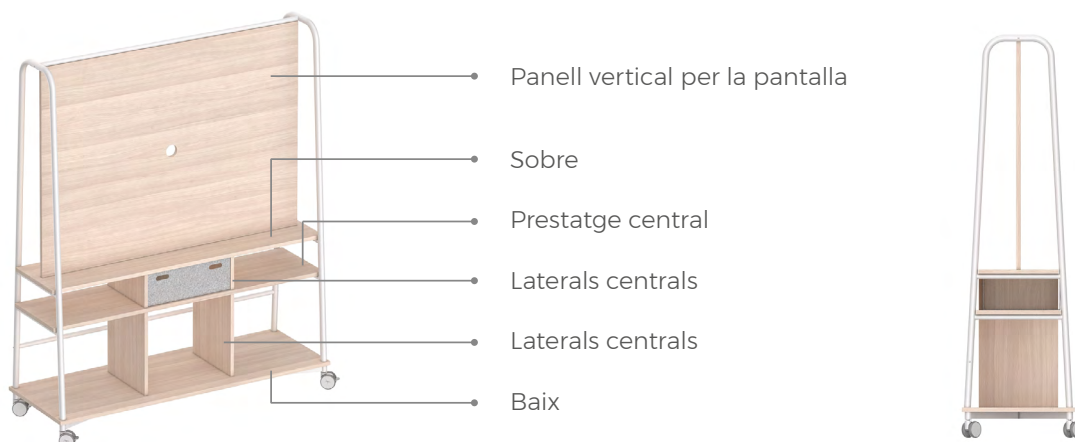 Panell vertical per la pantalla
Sobre
Prestatge central
Laterals centrals
Laterals centrals
Baix